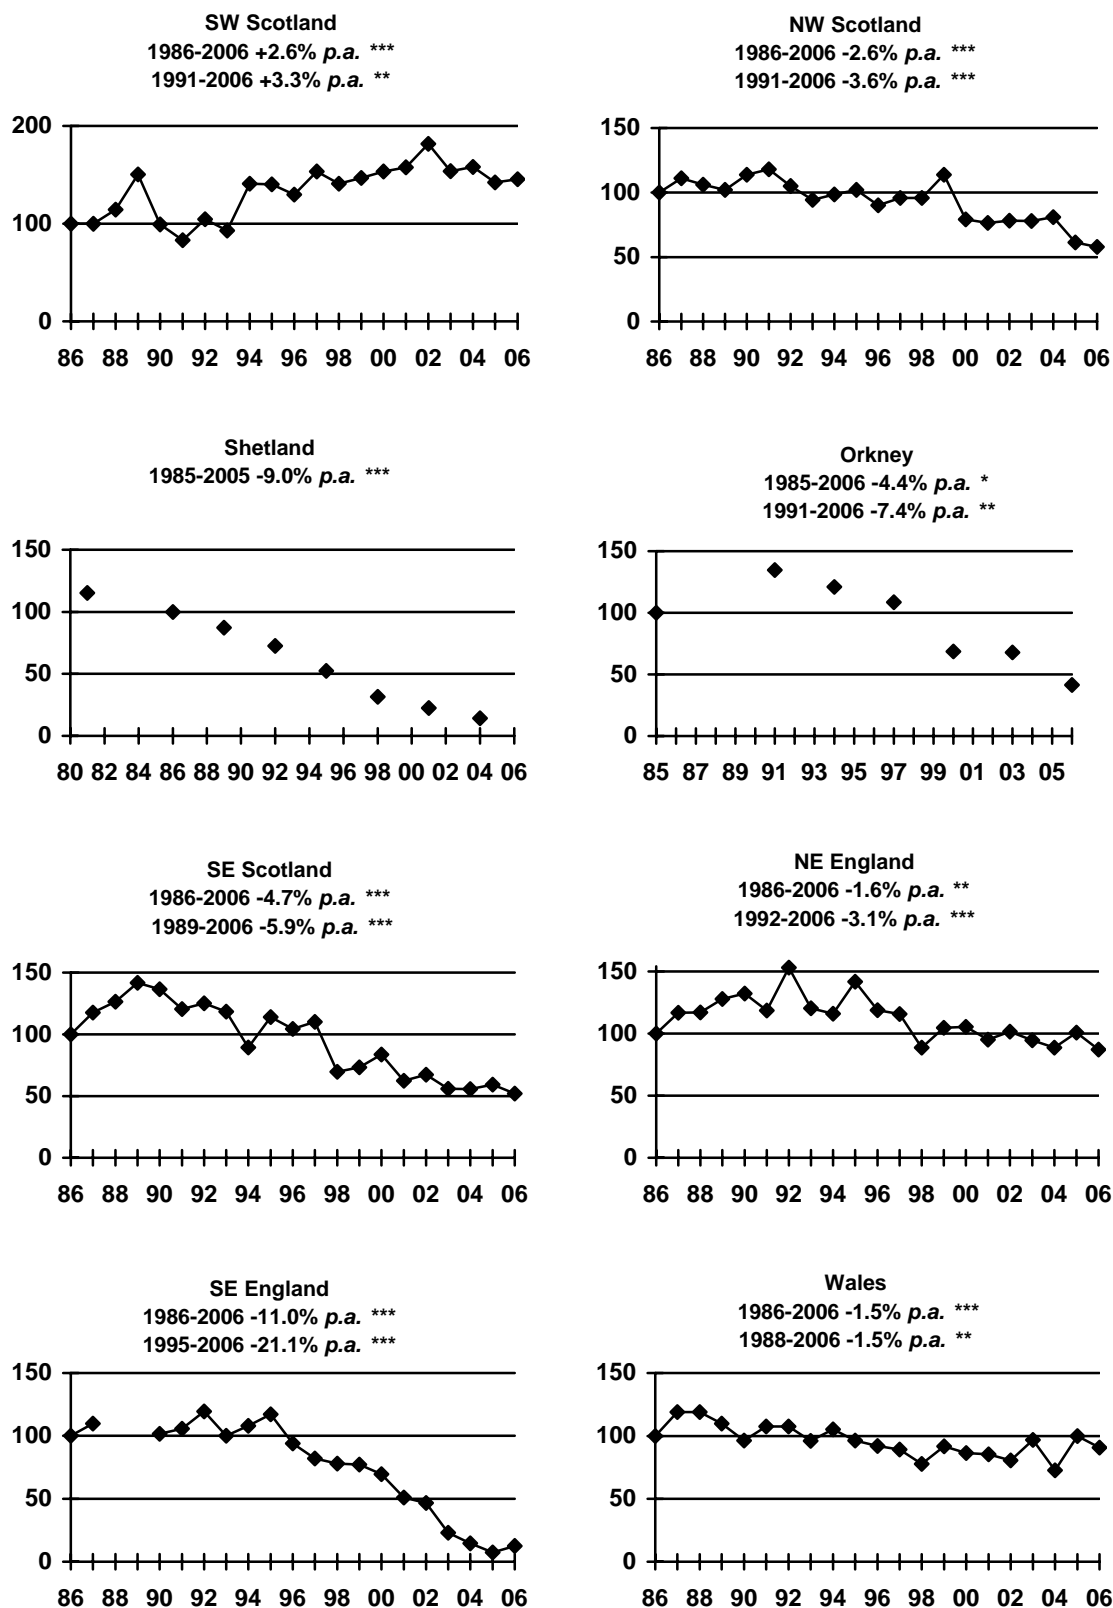 SW Scotland
1986-2006 +2.6% p.a. ***
1991-2006 +3.3% p.a. **
200
100
0
86 88 90 92 94 96 98 00 02 04 06
NW Scotland
1986-2006 -2.6% p.a. ***
1991-2006 -3.6% p.a. ***
150
100
50
0
86 88 90 92 94 96 98 00 02 04 06
Shetland
1985-2005 -9.0% p.a. ***
150
100
50
0
80 82 84 86 88 90 92 94 96 98 00 02 04 06
Orkney
1985-2006 -4.4% p.a. *
1991-2006 -7.4% p.a. **
150
100
50
0
85 87 89 91 93 95 97 99 01 03 05
SE Scotland
1986-2006 -4.7% p.a. ***
1989-2006 -5.9% p.a. ***
150
100
50
0
86 88 90 92 94 96 98 00 02 04 06
NE England
1986-2006 -1.6% p.a. **
1992-2006 -3.1% p.a. ***
150
100
50
0
86 88 90 92 94 96 98 00 02 04 06
SE England
1986-2006 -11.0% p.a. ***
1995-2006 -21.1% p.a. ***
150
100
50
0
86 88 90 92 94 96 98 00 02 04 06
Wales
1986-2006 -1.5% p.a. ***
1988-2006 -1.5% p.a. **
150
100
50
0
86 88 90 92 94 96 98 00 02 04 06